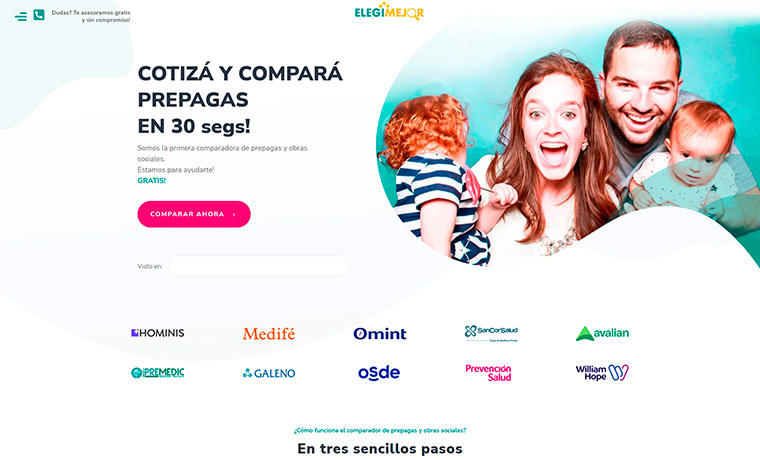 Dudas? Te asesoramos gratis
y sin compromiso!
ELEGIMEJOR
COTIZÁ Y COMPARÁ
PREPAGAS
EN 30 segs!
Somos la primera comparadora de prepagas y obras
sociales.
Estamos para ayudarte!
GRATIS!
COMPARAR AHORA ›
Visto en:
HOMINIS
Medifé
Omint
SanCorSalud
avalian
iPREMEDIC
GALENO
osde
Prevención
Salud
William
Hope
¿Cómo funciona el comparador de prepagas y obras sociales?
En tres sencillos pasos